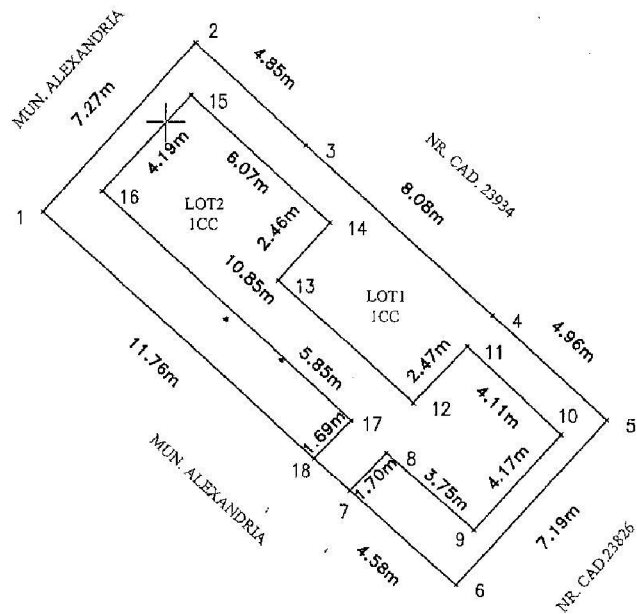 2
MUN. ALEXANDRIA
7.27m
4.85m
15
3
NR. CAD. 23934
4.19m
6.07m
16
LOT2
1CC
8.08m
1
2.46m
14
10.85m
13
LOT1
1CC
4
4.96m
11.76m
5.85m
2.47m
11
12
4.11m
10
5
17
1.69m
MUN. ALEXANDRIA
18
8
4.17m
1.70m
3.75m
7
9
7.19m
4.58m
6
NR. CAD.23826